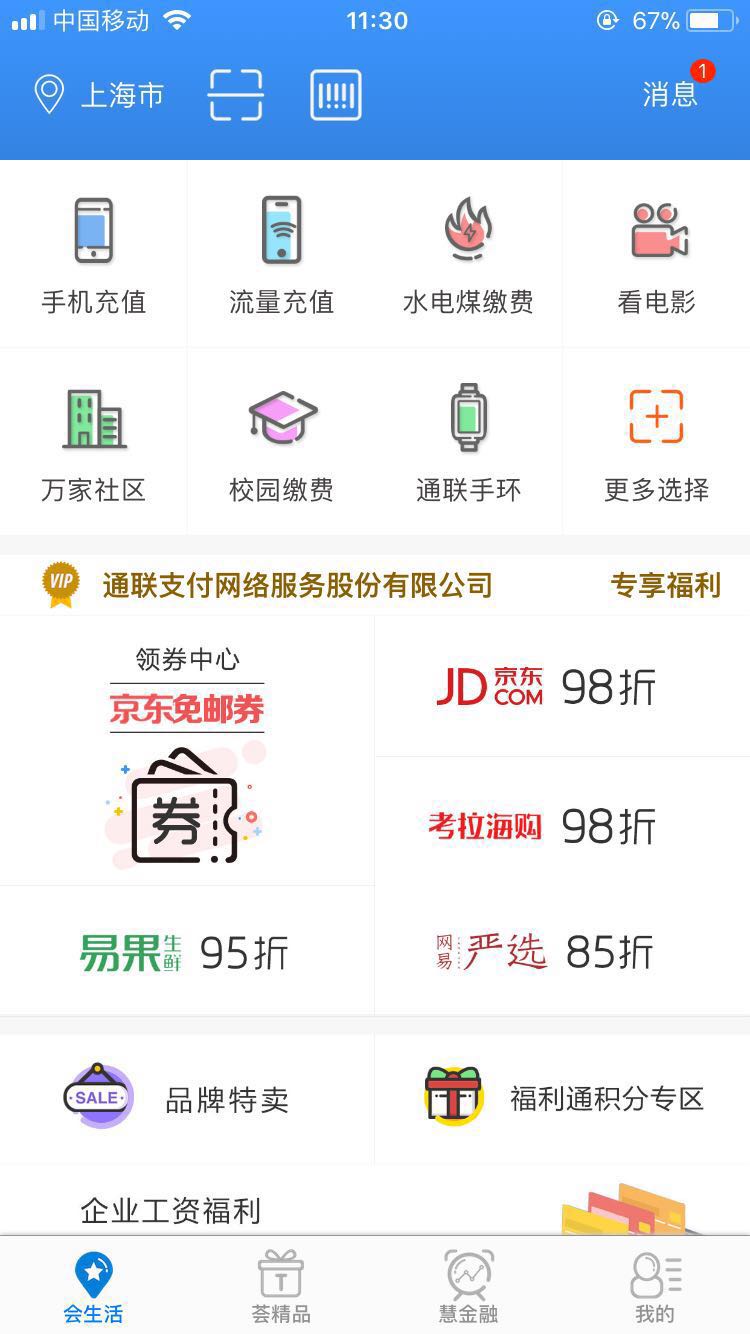 中国移动 11:30 67%
上海市 消息 1
手机充值 流量充值 水电煤缴费 看电影
万家社区 校园缴费 通联手环 更多选择
VIP 通联支付网络服务股份有限公司 专享福利
领券中心
京东免邮券
券
JD 京东 COM 98折
考拉海购 98折
易果生鲜 95折
网易严选 85折
SALE 品牌特卖
福利通积分专区
企业工资福利
会生活 荟精品 慧金融 我的